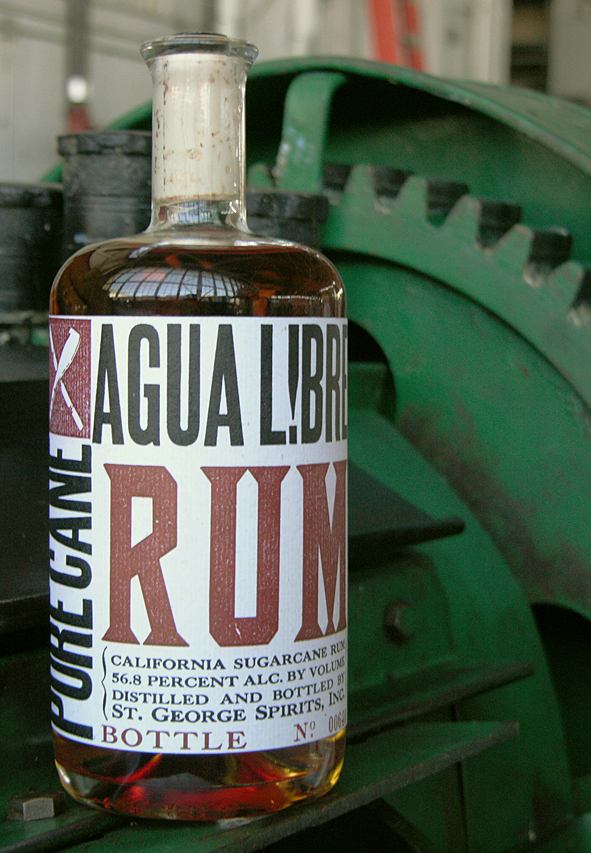 AGUA L!BRE
RUM
PURE CANE
CALIFORNIA SUGARCANE RUM
56.8 PERCENT ALC. BY VOLUME
DISTILLED AND BOTTLED BY
ST. GEORGE SPIRITS, INC.
BOTTLE Nº